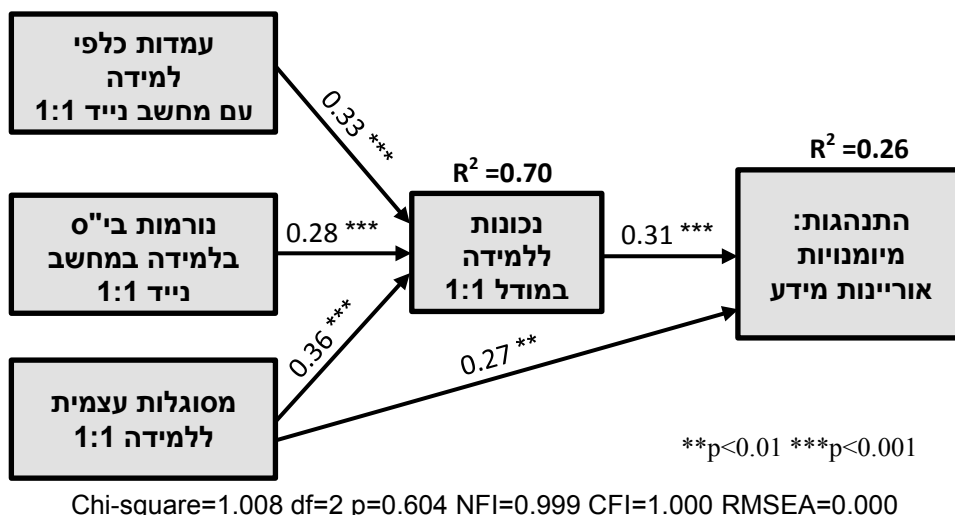 עמדות כלפי
למידה
עם מחשב נייד 1:1
0.33 ***
R² =0.70
R² =0.26
נורמות בי"ס
בלמידה במחשב
נייד 1:1
0.28 ***
נכונות
ללמידה
במודל 1:1
0.31 ***
התנהגות:
מיומנויות
אוריינות מידע
0.36 ***
0.27 **
מסוגלות עצמית
ללמידה 1:1
**p<0.01 ***p<0.001
Chi-square=1.008 df=2 p=0.604 NFI=0.999 CFI=1.000 RMSEA=0.000